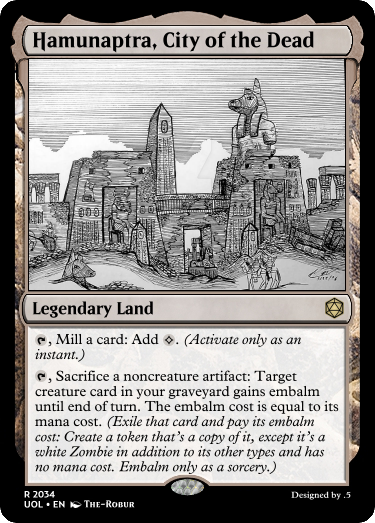 Hamunaptra, City of the Dead
Legendary Land
, Mill a card: Add . (Activate only as an
instant.)
, Sacrifice a noncreature artifact: Target
creature card in your graveyard gains embalm
until end of turn. The embalm cost is equal to its
mana cost. (Exile that card and pay its embalm
cost: Create a token that's a copy of it, except it's a
white Zombie in addition to its other types and has
no mana cost. Embalm only as a sorcery.)
R 2034
UOL • EN The-Robur
Designed by .5